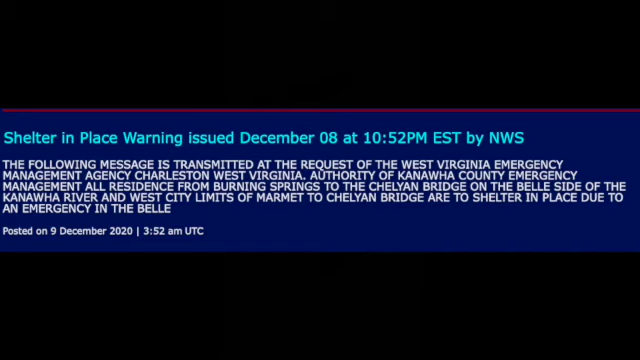 Shelter in Place Warning issued December 08 at 10:52PM EST by NWS
THE FOLLOWING MESSAGE IS TRANSMITTED AT THE REQUEST OF THE WEST VIRGINIA EMERGENCY
MANAGEMENT AGENCY CHARLESTON WEST VIRGINIA. AUTHORITY OF KANAWHA COUNTY EMERGENCY
MANAGEMENT ALL RESIDENCE FROM BURNING SPRINGS TO THE CHELYAN BRIDGE ON THE BELLE SIDE OF THE
KANAWHA RIVER AND WEST CITY LIMITS OF MARMET TO CHELYAN BRIDGE ARE TO SHELTER IN PLACE DUE TO
AN EMERGENCY IN THE BELLE
Posted on 9 December 2020 | 3:52 am UTC